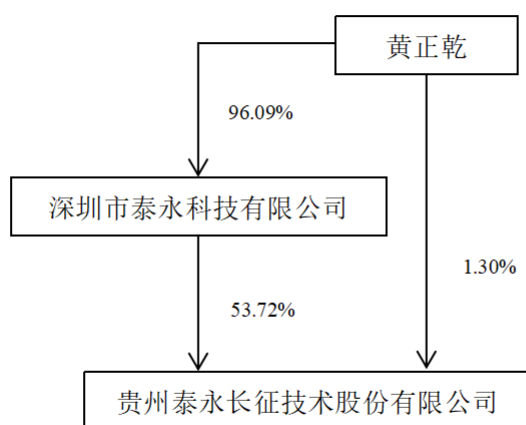 黄正乾
96.09%
深圳市泰永科技有限公司
1.30%
53.72%
贵州泰永长征技术股份有限公司